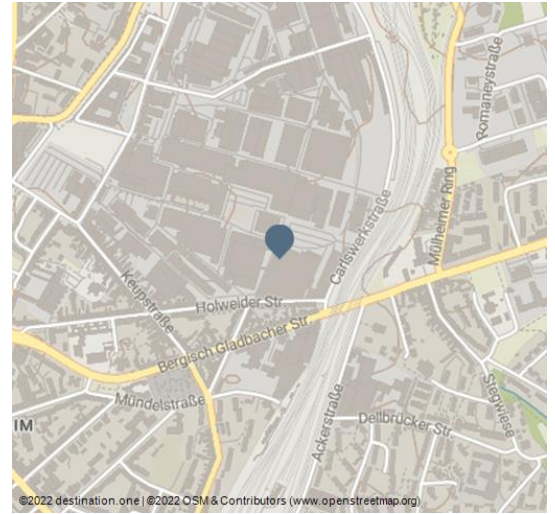 Romaneystraße
Mülheimer Ring
Carlswerkstraße
Keupstraße
Holweider Str.
Bergisch Gladbacher Str.
Mündelstraße
IM
Ackerstraße
Dellbrücker Str.
Stegwiese
©2022 destination.one | ©2022 OSM & Contributors (www.openstreetmap.org)